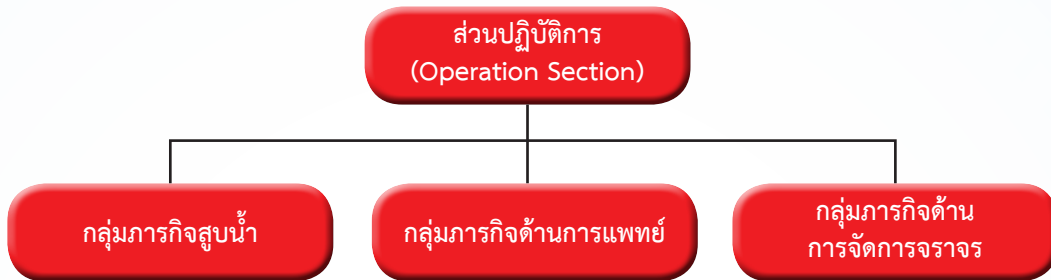 ส่วนปฏิบัติการ
(Operation Section)
กลุ่มภารกิจสูบน้ำ
กลุ่มภารกิจด้านการแพทย์
กลุ่มภารกิจด้าน
การจัดการจราจร